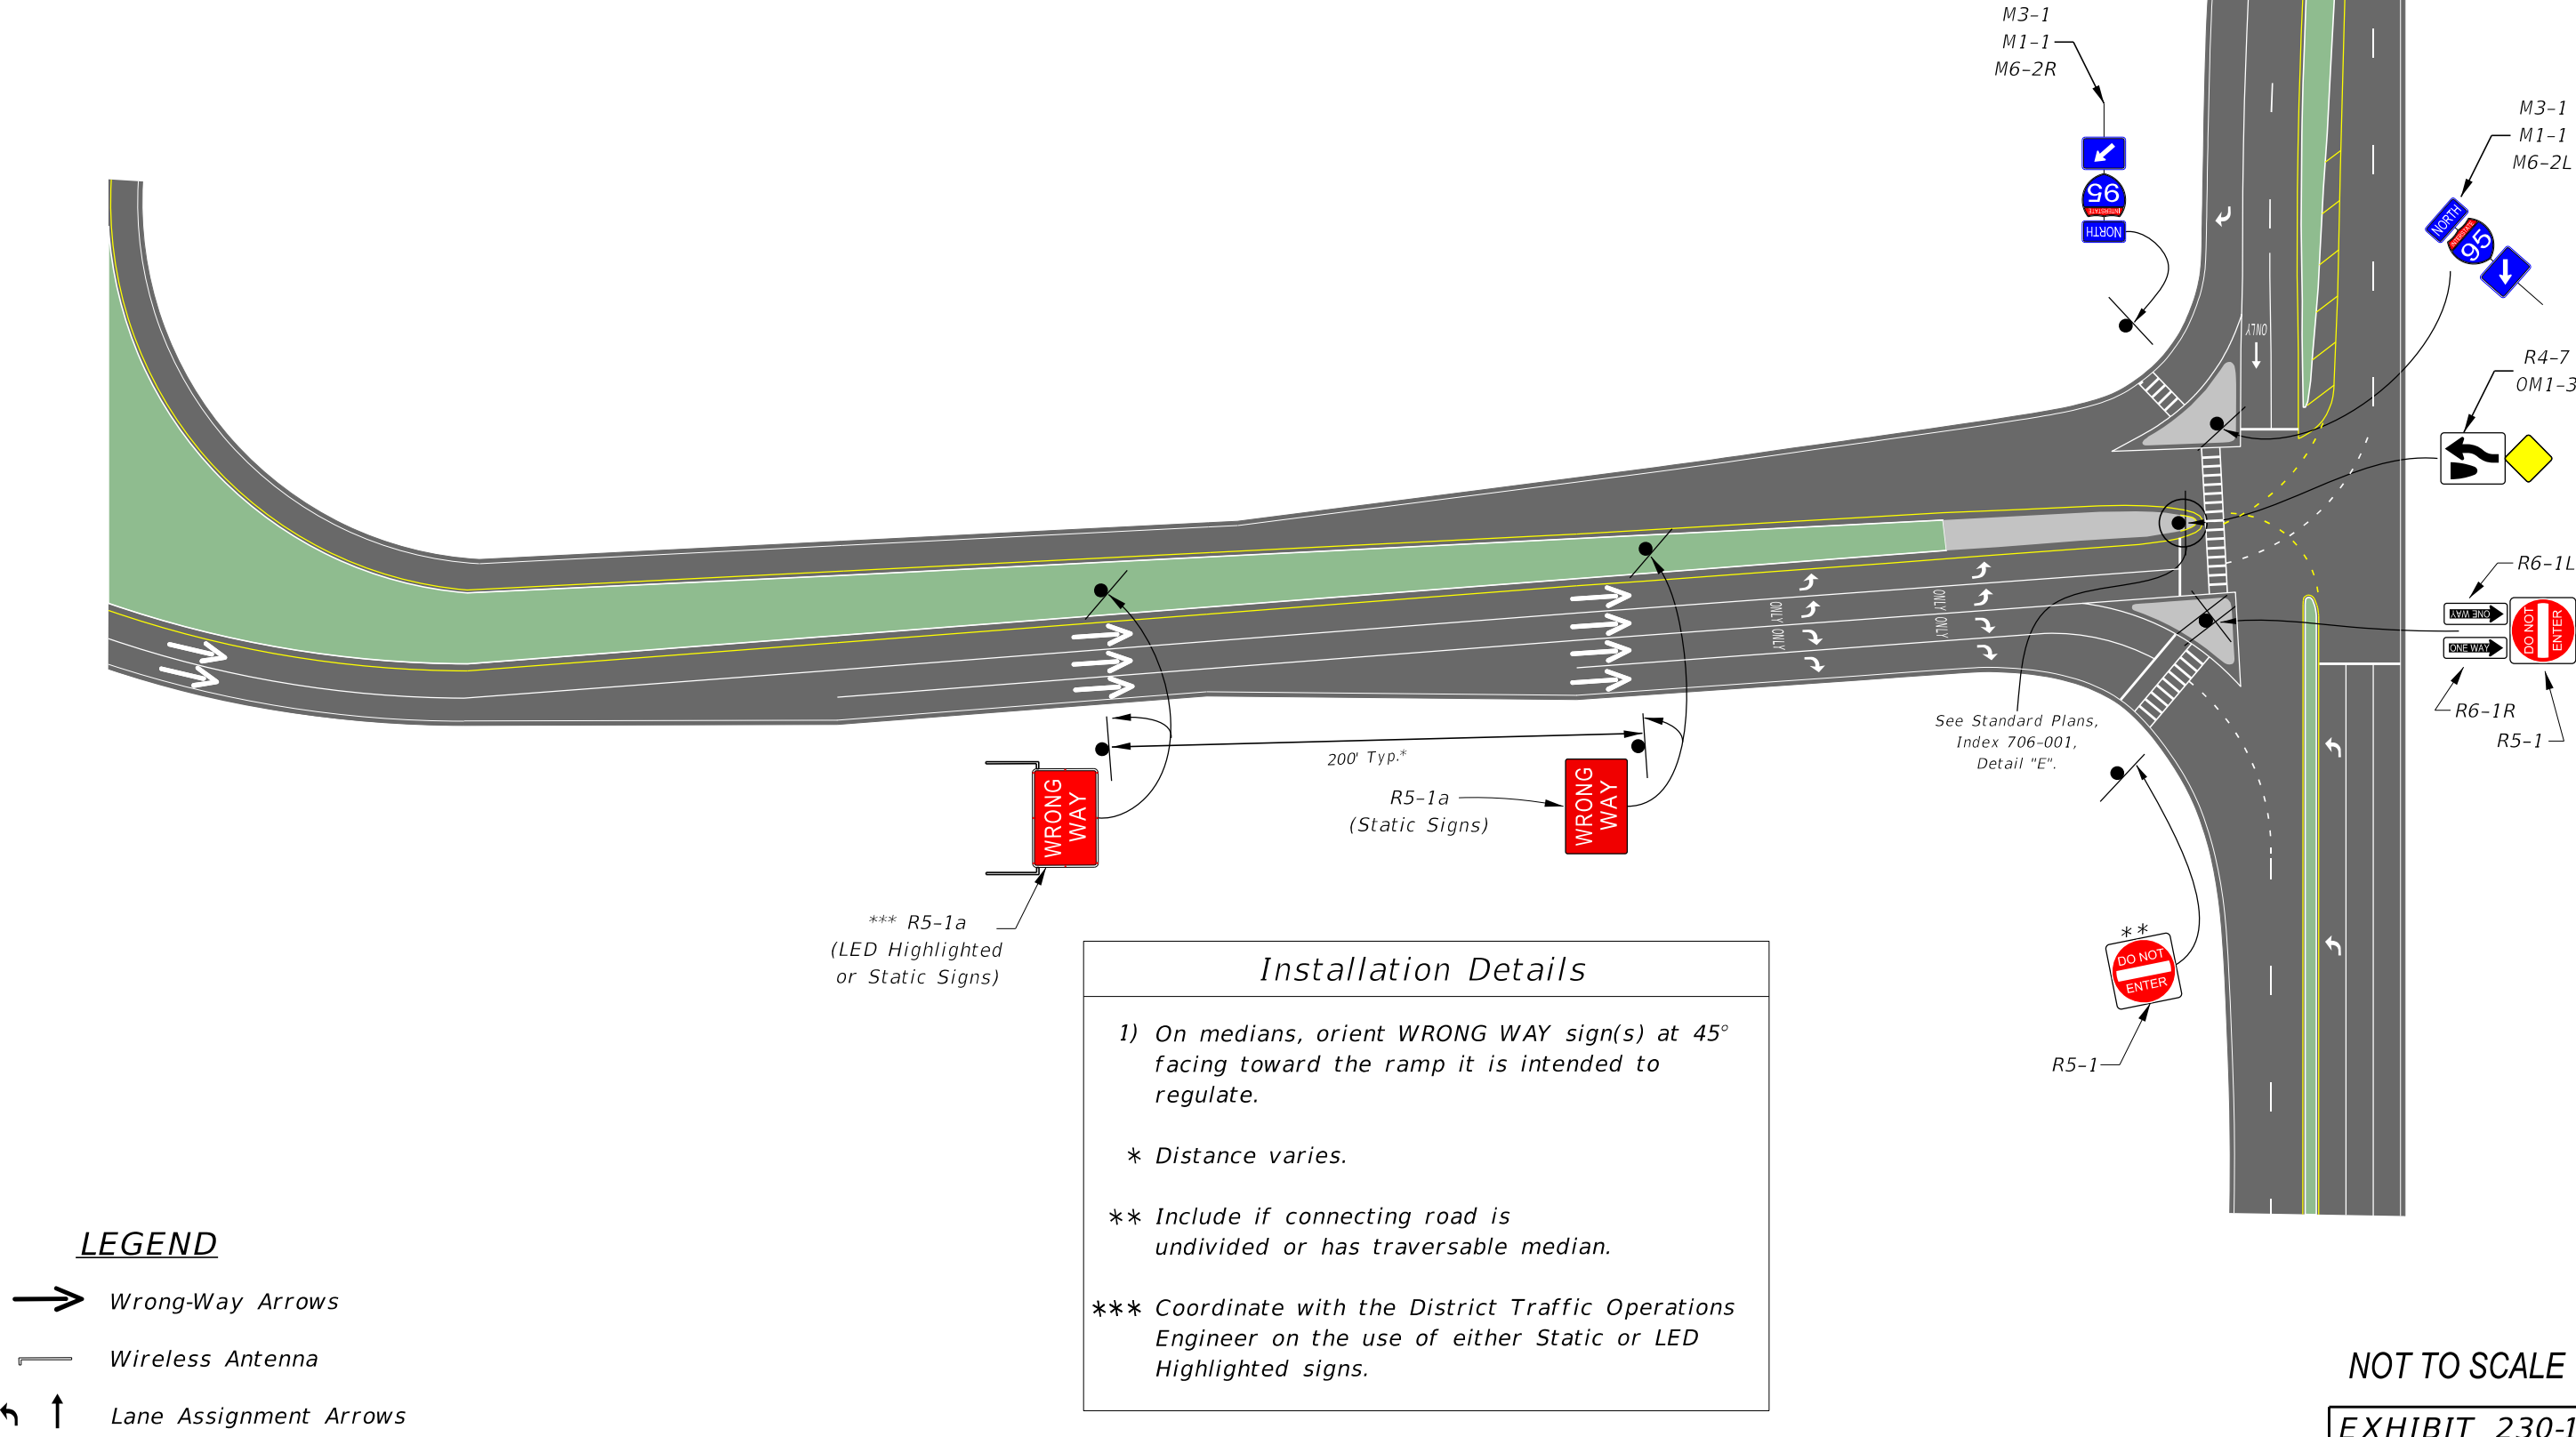 M3-1
M1-1
M6-2R
95
INTERSTATE
NORTH
M3-1
M1-1
M6-2L
NORTH
INTERSTATE
95
R4-7
OM1-3
ONLY
R6-1L
ONE WAY
ONE WAY
DO NOT
ENTER
R6-1R
R5-1
ONLY ONLY
ONLY ONLY
See Standard Plans,
Index 706-001,
Detail "E".
200' Typ.*
WRONG
WAY
R5-1a
(Static Signs)
WRONG
WAY
*** R5-1a
(LED Highlighted
or Static Signs)
**
DO NOT
ENTER
R5-1
Installation Details
1) On medians, orient WRONG WAY sign(s) at 45°
facing toward the ramp it is intended to
regulate.
* Distance varies.
** Include if connecting road is
undivided or has traversable median.
*** Coordinate with the District Traffic Operations
Engineer on the use of either Static or LED
Highlighted signs.
LEGEND
Wrong-Way Arrows
Wireless Antenna
Lane Assignment Arrows
NOT TO SCALE
EXHIBIT 230-1